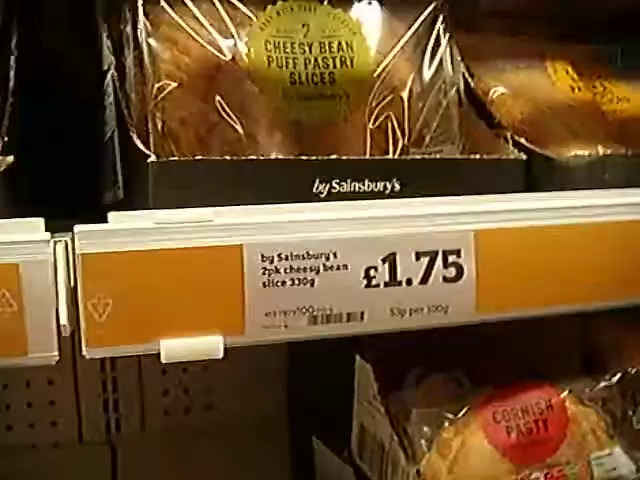 2
CHEESY BEAN
PUFF PASTRY
SLICES
by Sainsbury's
by Sainsbury's
2pk cheesy bean
slice 330g
£1.75
53p per 100g
CORNISH
PASTY